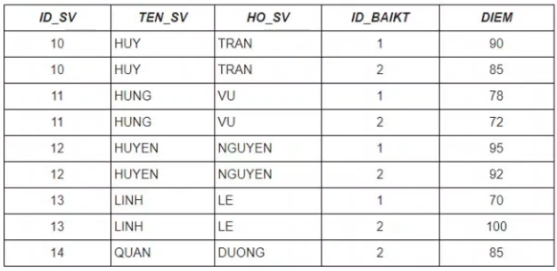 ID_SV TEN_SV HO_SV ID_BAIKT DIEM
10 HUY TRAN 1 90
10 HUY TRAN 2 85
11 HUNG VU 1 78
11 HUNG VU 2 72
12 HUYEN NGUYEN 1 95
12 HUYEN NGUYEN 2 92
13 LINH LE 1 70
13 LINH LE 2 100
14 QUAN DUONG 2 85